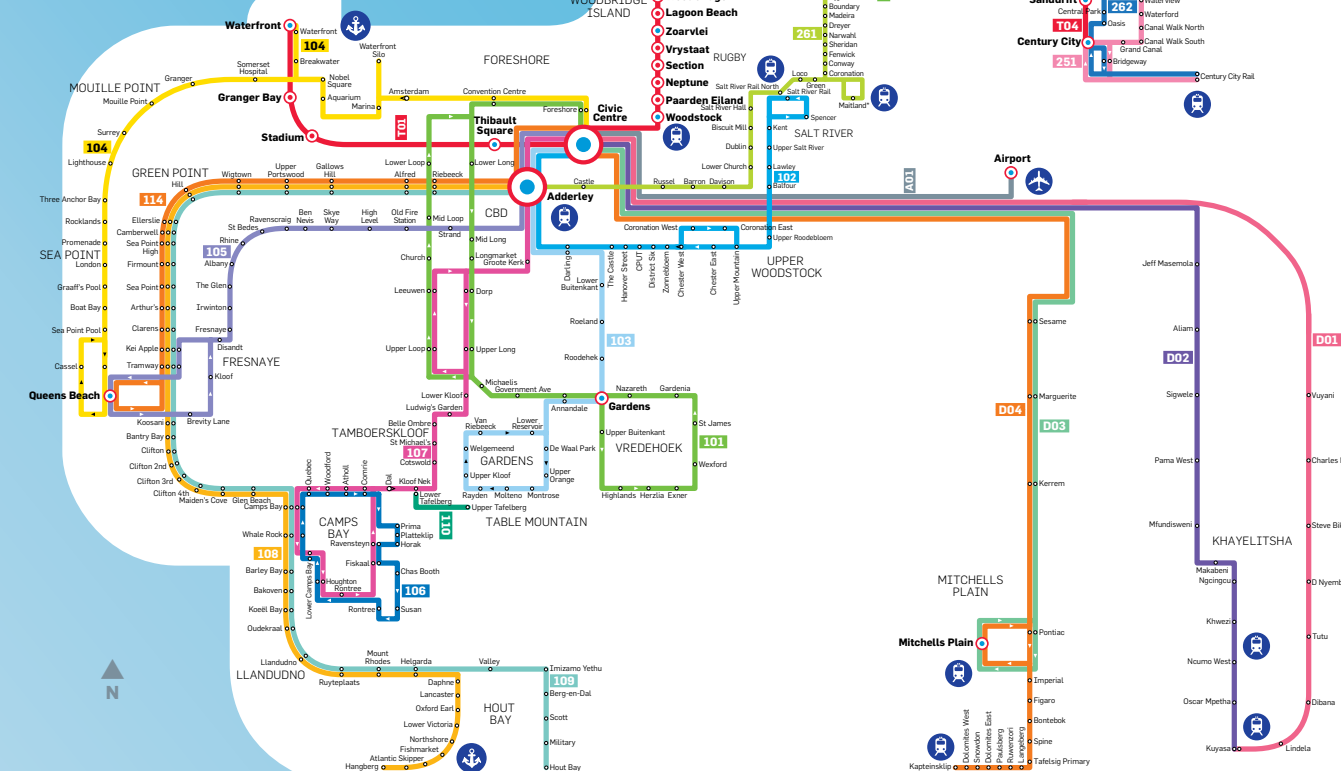 WOODBRIDGE
ISLAND
Lagoon Beach
Zoarvlei
Vrystaat
Section
Neptune
Paarden Eiland
Woodstock
Waterfront
Waterfront
104
Breakwater
Waterfront
Silo
FORESHORE
RUGBY
MOUILLE POINT
Granger
Somerset
Hospital
Nobel
Square
Mouille Point
Granger Bay
Aquarium
Marina
Amsterdam
Convention Centre
Foreshore
Civic
Centre
Stadium
T01
Thibault
Square
Surrey
104
Lighthouse
Three Anchor Bay
Rocklands
Promenade
SEA POINT
London
Graaff's Pool
Boat Bay
Sea Point Pool
Cassel
Queens Beach
GREEN POINT
Hill
114
Wigtown
Upper
Portswood
Gallows
Hill
Alfred
Riebeeck
Lower Loop
Lower Long
Ellerslie
Camberwell
Sea Point
High
Firmount
Sea Point
Arthur's
Clarens
Kei Apple
Tramway
105
Rhine
St Bedes
Ravenscraig
Ben
Nevis
Skye
Way
High
Level
Old Fire
Station
Mid Loop
Strand
CBD
Adderley
Albany
The Glen
Irwinton
Fresnaye
Disandt
FRESNAYE
Kloof
Brevity Lane
Church
Mid Long
Longmarket
Groote Kerk
Leeuwen
Dorp
Upper Loop
Upper Long
Koosani
Bantry Bay
Clifton
Clifton 2nd
Clifton 3rd
Clifton 4th
Maiden's Cove
Glen Beach
Camps Bay
Whale Rock
108
Barley Bay
Bakoven
Koeël Bay
Oudekraal
Llandudno
LLANDUDNO
Ruyteplaats
Mount
Rhodes
Helgarda
Valley
Imizamo Yethu
109
Berg-en-Dal
Scott
Military
Hout Bay
HOUT
BAY
Daphne
Lancaster
Oxford Earl
Lower Victoria
Northshore
Fishmarket
Atlantic Skipper
Hangberg
Quebec
Woodford
Atholl
Comrie
Dal
Kloof Nek
CAMPS
BAY
Ravensteyn
Fiskaal
Houghton
Rontree
Lower Camps Bay
Prima
Platteklip
Horak
Chas Booth
106
Rontree
Susan
Lower
Tafelberg
110
Upper Tafelberg
TABLE MOUNTAIN
TAMBOERSKLOOF
107
Lower Kloof
Ludwig's Garden
Belle Ombre
St Michael's
Cotswold
Michaelis
Government Ave
Annandale
Van
Riebeeck
Lower
Reservoir
Welgemeend
GARDENS
De Waal Park
Upper Kloof
Upper
Orange
Rayden
Molteno
Montrose
Gardens
Nazareth
Gardenia
Upper Buitenkant
VREDEHOEK
St James
101
Wexford
Highlands
Herzlia
Exner
Darling
Lower
Buitenkant
Roeland
103
Roodehek
The Castle
Hanover Street
CPUT
District Six
Zonnebloem
Chester West
Chester East
Upper Mountain
Coronation West
Coronation East
Upper Roodebloem
UPPER
WOODSTOCK
Castle
Russel
Barron
Davison
Salt River Rail North
Salt River Hall
Biscuit Mill
Dublin
Lower Church
Salt River Rail
Spencer
Kent
SALT RIVER
Upper Salt River
Lawley
102
Balfour
261
Boundary
Madeira
Dreyer
Narwahl
Sheridan
Fenwick
Conway
Coronation
Loco
Green
Maitland*
Central Park
262
Oasis
T04
Century City
251
Bridgeway
Waterford
Canal Walk North
Canal Walk South
Grand Canal
Century City Rail
A01
Airport
Jeff Masemola
Aliam
D02
Sigwele
Pama West
Mfundisweni
Makabeni
Ngcingcu
Khwezi
Ncumo West
Oscar Mpetha
Kuyasa
Lindela
KHAYELITSHA
D01
Vuyani
Tutu
Dibana
Sesame
Marguerite
D04
D03
Kerrem
MITCHELLS
PLAIN
Mitchells Plain
Pontiac
Imperial
Figaro
Bontebok
Spine
Tafelsig Primary
Kapteinsklip
Dolomites West
Snowdon
Dolomites East
Paulsberg
Ruwenzori
Langeberg
N